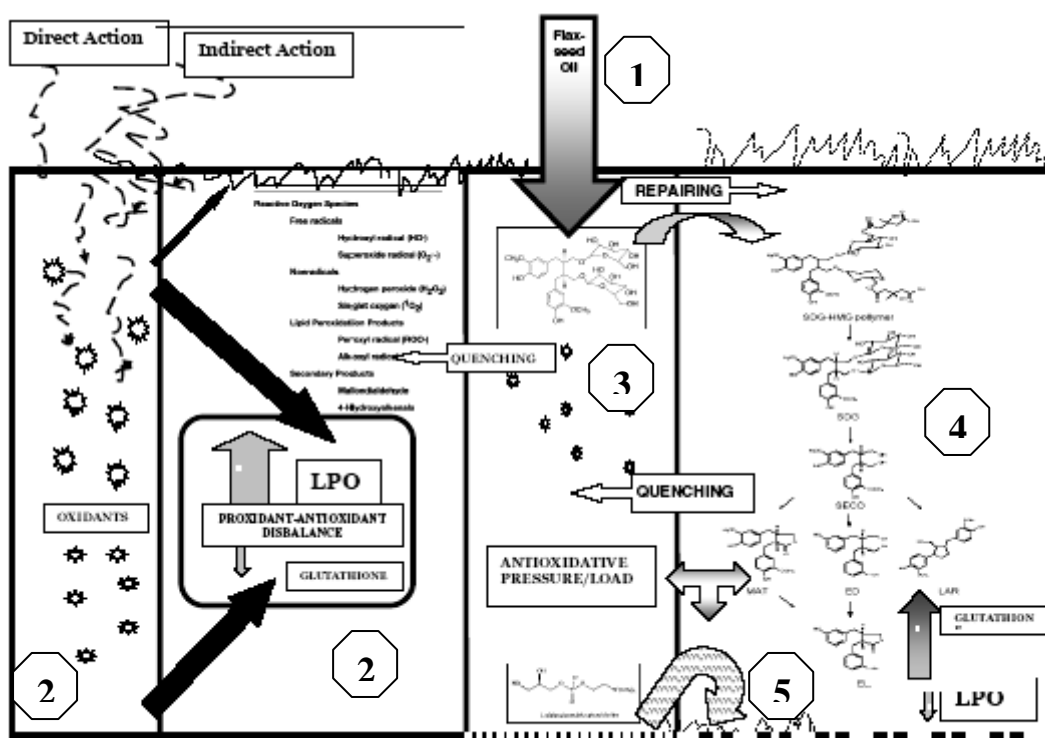 Direct Action
Indirect Action
Flax-
seed
Oil
1
REPAIRING
Reactive Oxygen Species
Free radicals
Hydroxyl radical (HO·)
Superoxide radical (O₂·-)
Nonradicals
Hydrogen peroxide (H₂O₂)
Singlet oxygen (¹O₂)
Lipid Peroxidation Products
Peroxyl radical (ROO·)
Alkoxyl radical
Secondary Products
Malondialdehyde
4-Hydroxyalkenals
QUENCHING
3
SDG-HMG polymer
SDG
4
SECO
LPO
PROXIDANT-ANTIOXIDANT
DISBALANCE
GLUTATHIONE
OXIDANTS
QUENCHING
ANTIOXIDATIVE
PRESSURE/LOAD
MAT
ED
LAR
GLUTATHION
EL
2
2
5
LPO